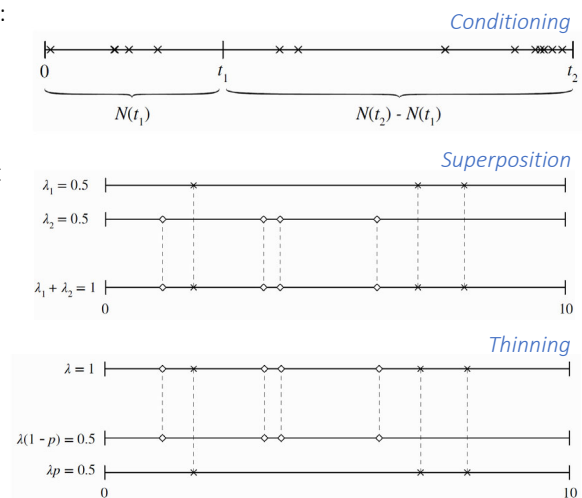 :
Conditioning
0 t₁ t₂
N(t₁) N(t₂) - N(t₁)
Superposition
λ₁ = 0.5
λ₂ = 0.5
λ₁ + λ₂ = 1
0 10
Thinning
λ = 1
λ(1 - p) = 0.5
λp = 0.5
0 10